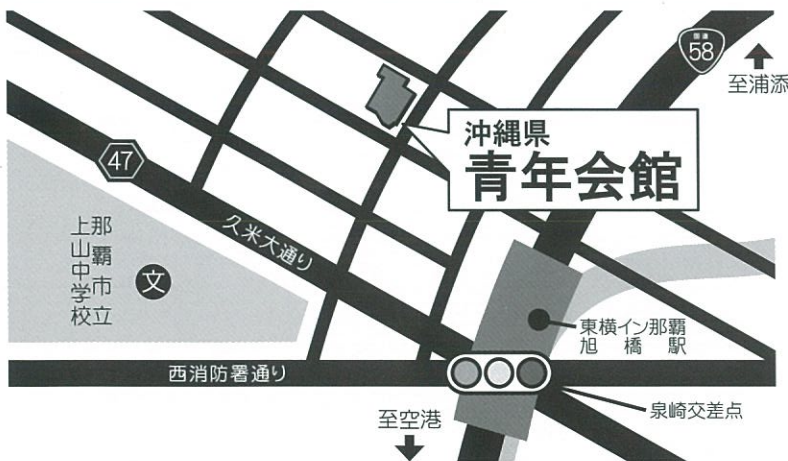 国道
58
至浦添
沖縄県
青年会館
47
久米大通り
那覇市立
上山中学校
文
東横イン那覇
旭橋駅
西消防署通り
泉崎交差点
至空港